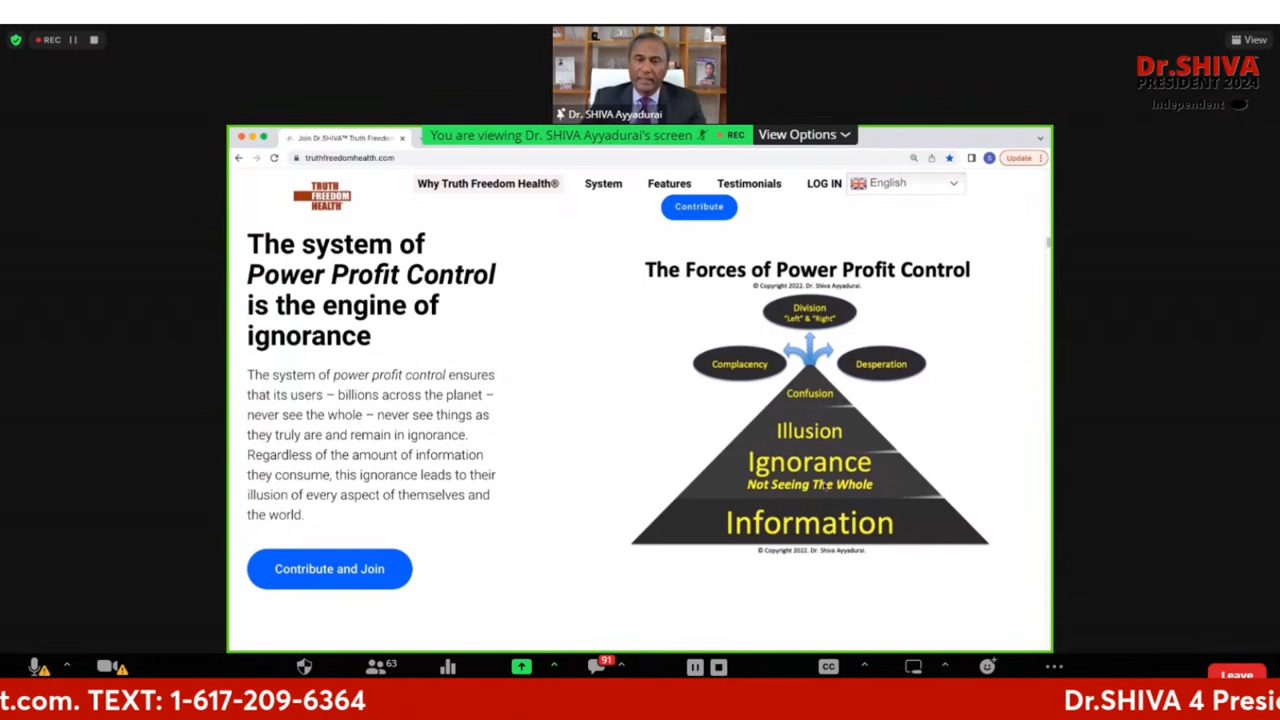 REC
View
Dr.SHIVA
PRESIDENT 2024
Independent
Dr. SHIVA Ayyadurai
You are viewing Dr. SHIVA Ayyadurai's screen
REC
View Options
Join Dr.SHIVA™ Truth Freedo
truthfreedomhealth.com
Update
TRUTH
FREEDOM
HEALTH
Why Truth Freedom Health®
System
Features
Testimonials
LOG IN
English
Contribute
The system of
Power Profit Control
is the engine of
ignorance
The system of power profit control ensures
that its users – billions across the planet –
never see the whole – never see things as
they truly are and remain in ignorance.
Regardless of the amount of information
they consume, this ignorance leads to their
illusion of every aspect of themselves and
the world.
Contribute and Join
The Forces of Power Profit Control
© Copyright 2022. Dr. Shiva Ayyadurai.
Division
"Left" & "Right"
Complacency
Desperation
Confusion
Illusion
Ignorance
Not Seeing The Whole
Information
© Copyright 2022. Dr. Shiva Ayyadurai.
63
91
CC
Leave
t.com. TEXT: 1-617-209-6364
Dr.SHIVA 4 Presi